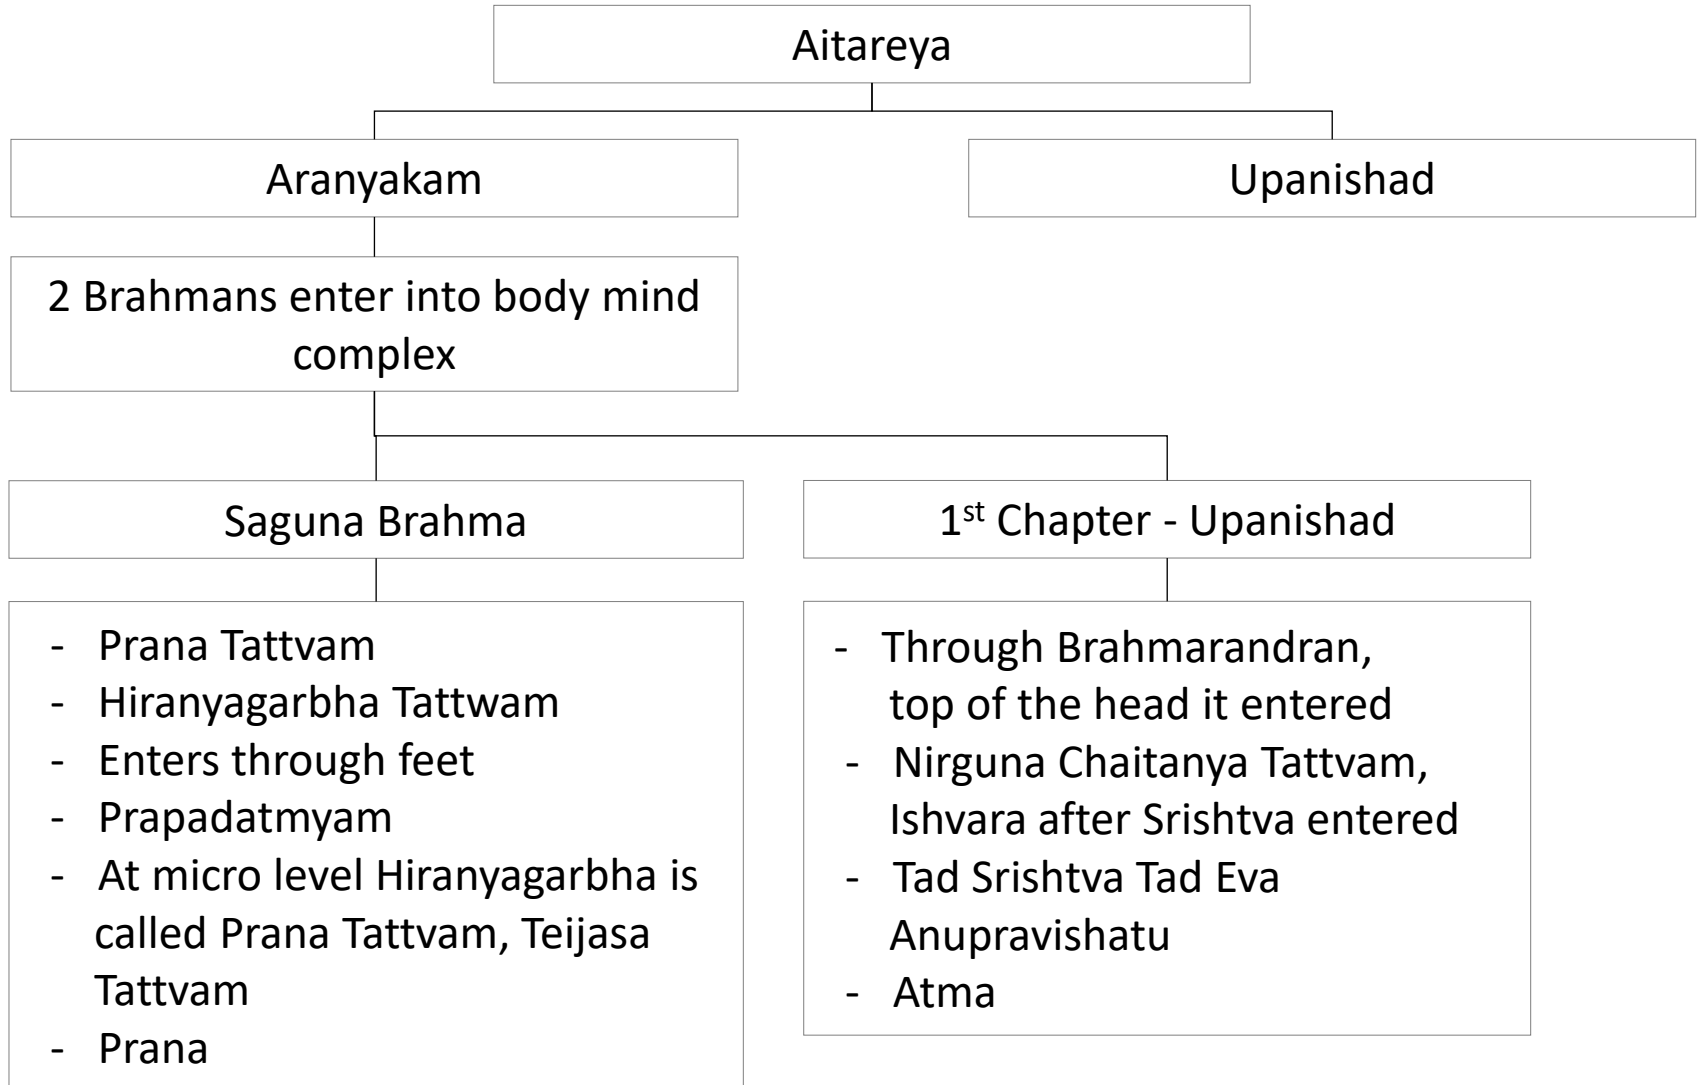 Aitareya
Aranyakam
Upanishad
2 Brahmans enter into body mind
complex
Saguna Brahma
1st Chapter - Upanishad
- Prana Tattvam
- Hiranyagarbha Tattwam
- Enters through feet
- Prapadatmyam
- At micro level Hiranyagarbha is
called Prana Tattvam, Teijasa
Tattvam
- Prana
- Through Brahmarandran,
top of the head it entered
- Nirguna Chaitanya Tattvam,
Ishvara after Srishtva entered
- Tad Srishtva Tad Eva
Anupravishatu
- Atma